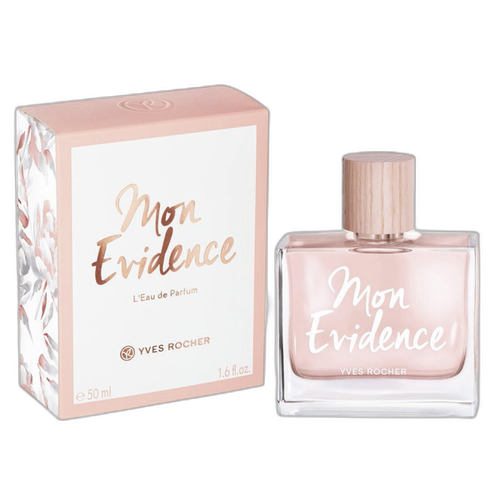 Mon
Evidence
L'Eau de Parfum
YVES ROCHER
℮ 50 ml
1.6 fl.oz.
Mon
Evidence
YVES ROCHER